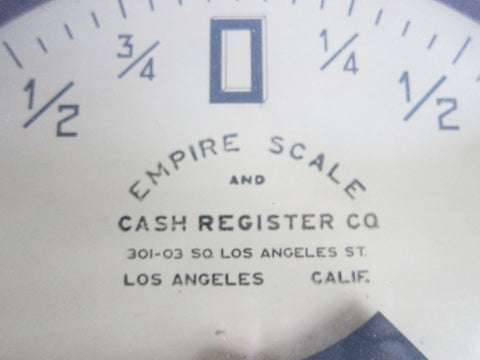 3/4 0 1/4
1/2 1/2
EMPIRE SCALE
AND
CASH REGISTER CO.
301-03 SO. LOS ANGELES ST.
LOS ANGELES CALIF.